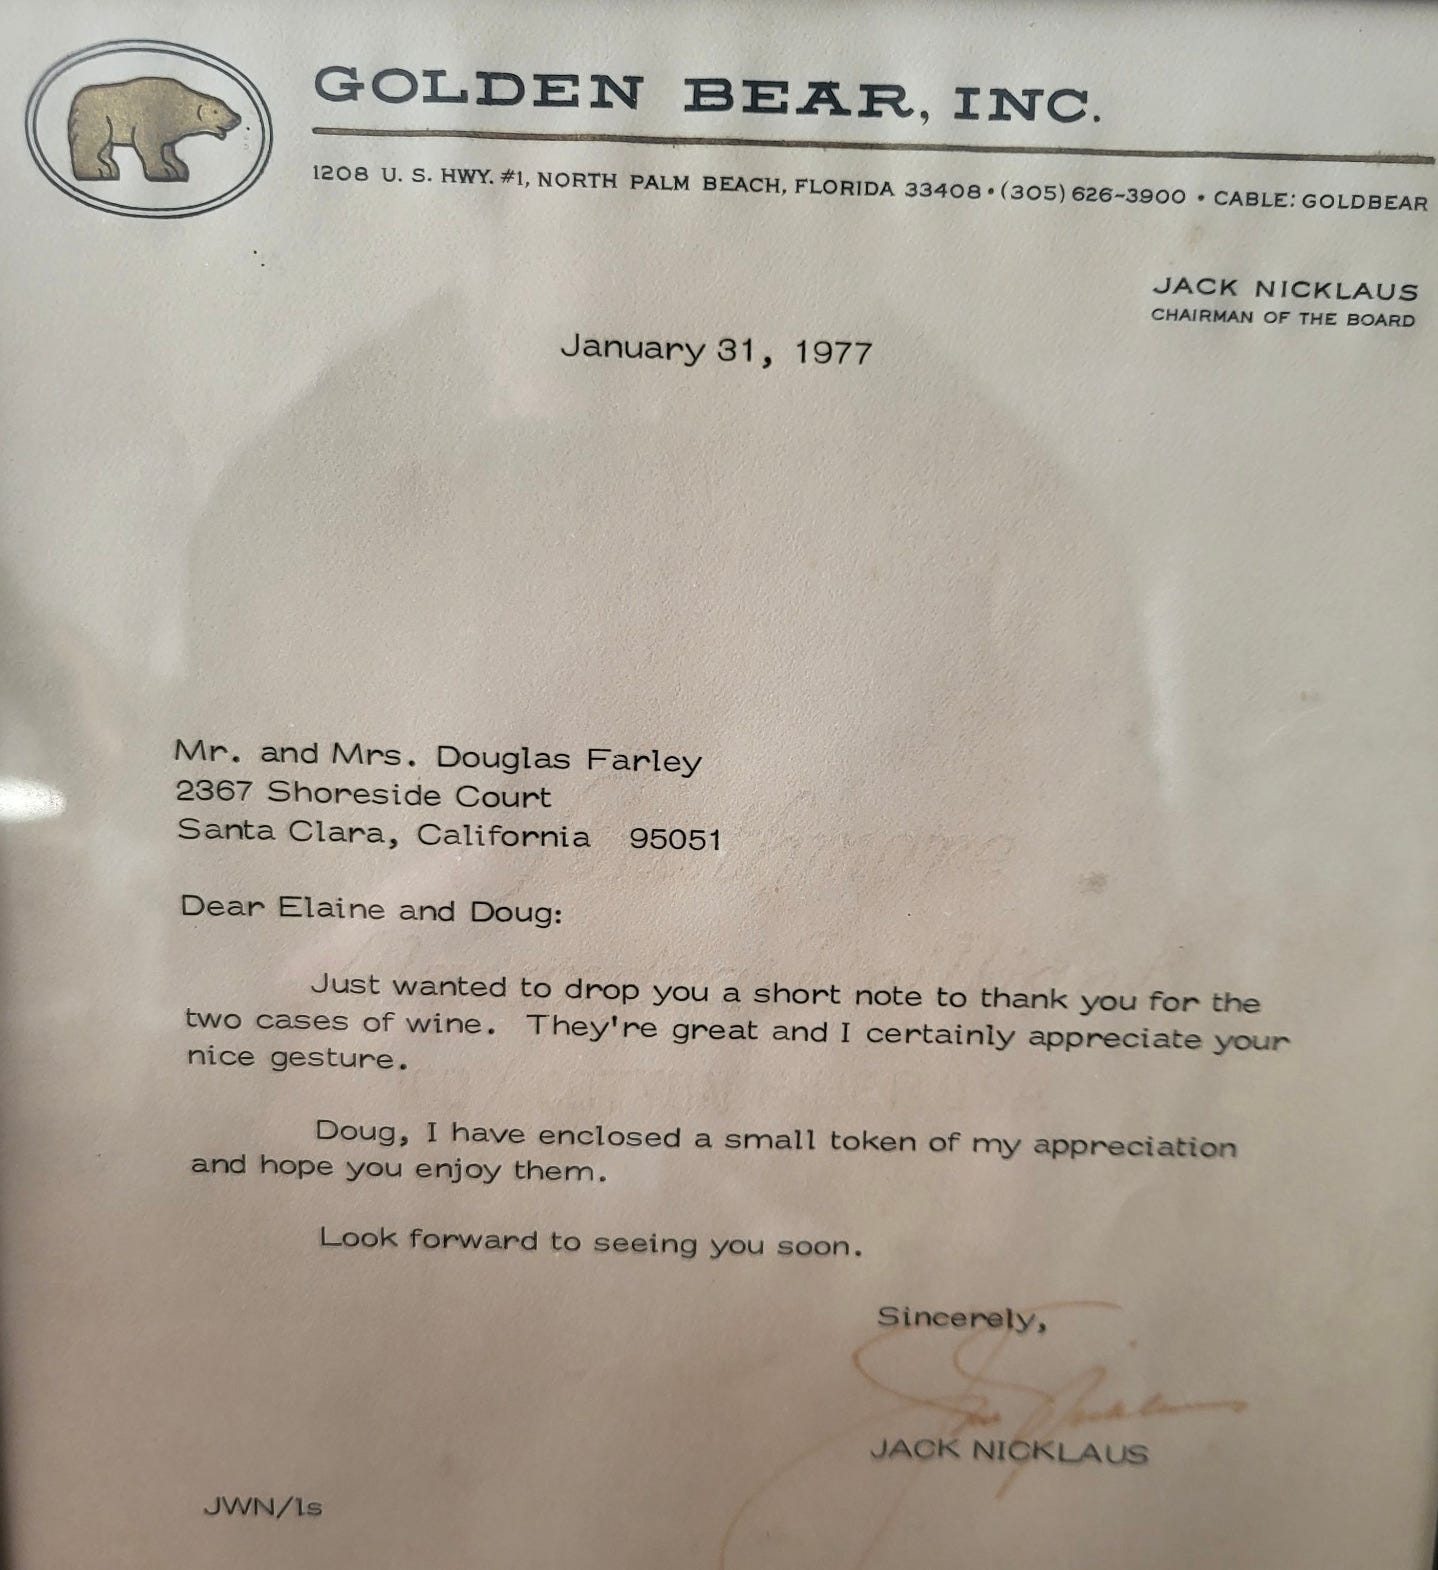 GOLDEN BEAR, INC.
1208 U. S. HWY. #1, NORTH PALM BEACH, FLORIDA 33408 • (305) 626-3900 • CABLE: GOLDBEAR
JACK NICKLAUS
CHAIRMAN OF THE BOARD
January 31, 1977
Mr. and Mrs. Douglas Farley
2367 Shoreside Court
Santa Clara, California 95051
Dear Elaine and Doug:
Just wanted to drop you a short note to thank you for the
two cases of wine. They're great and I certainly appreciate your
nice gesture.
Doug, I have enclosed a small token of my appreciation
and hope you enjoy them.
Look forward to seeing you soon.
Sincerely,
Jack Nicklaus
JACK NICKLAUS
JWN/ls